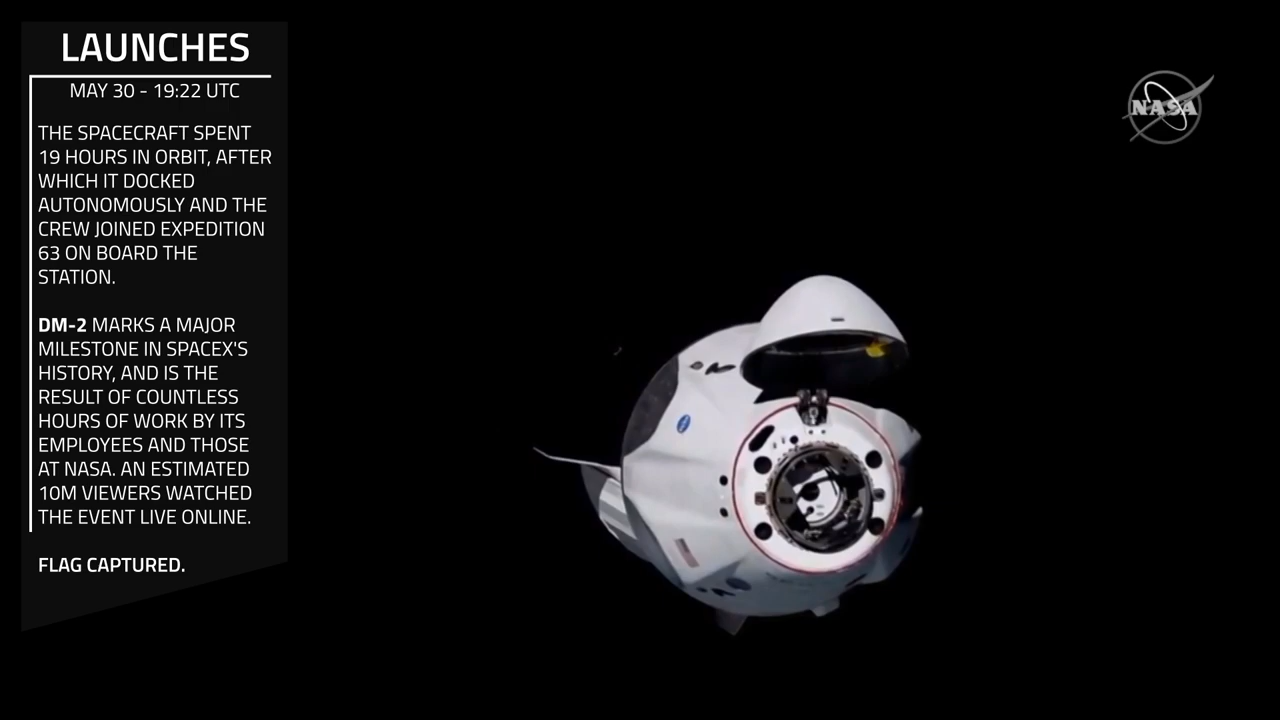 LAUNCHES
MAY 30 - 19:22 UTC
THE SPACECRAFT SPENT
19 HOURS IN ORBIT, AFTER
WHICH IT DOCKED
AUTONOMOUSLY AND THE
CREW JOINED EXPEDITION
63 ON BOARD THE
STATION.
DM-2 MARKS A MAJOR
MILESTONE IN SPACEX'S
HISTORY, AND IS THE
RESULT OF COUNTLESS
HOURS OF WORK BY ITS
EMPLOYEES AND THOSE
AT NASA. AN ESTIMATED
10M VIEWERS WATCHED
THE EVENT LIVE ONLINE.
FLAG CAPTURED.
NASA